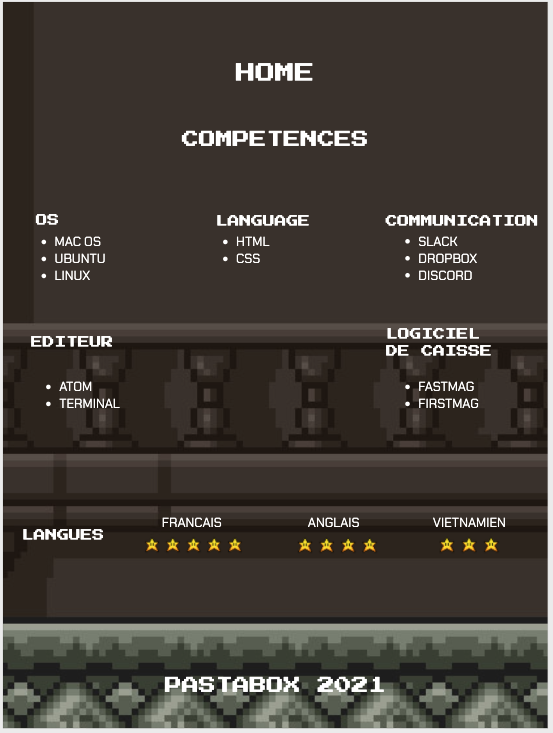 HOME
COMPETENCES
OS
MAC OS
UBUNTU
LINUX
LANGUAGE
HTML
CSS
COMMUNICATION
SLACK
DROPBOX
DISCORD
EDITEUR
ATOM
TERMINAL
LOGICIEL
DE CAISSE
FASTMAG
FIRSTMAG
LANGUES
FRANCAIS
ANGLAIS
VIETNAMIEN
PASTABOX 2021